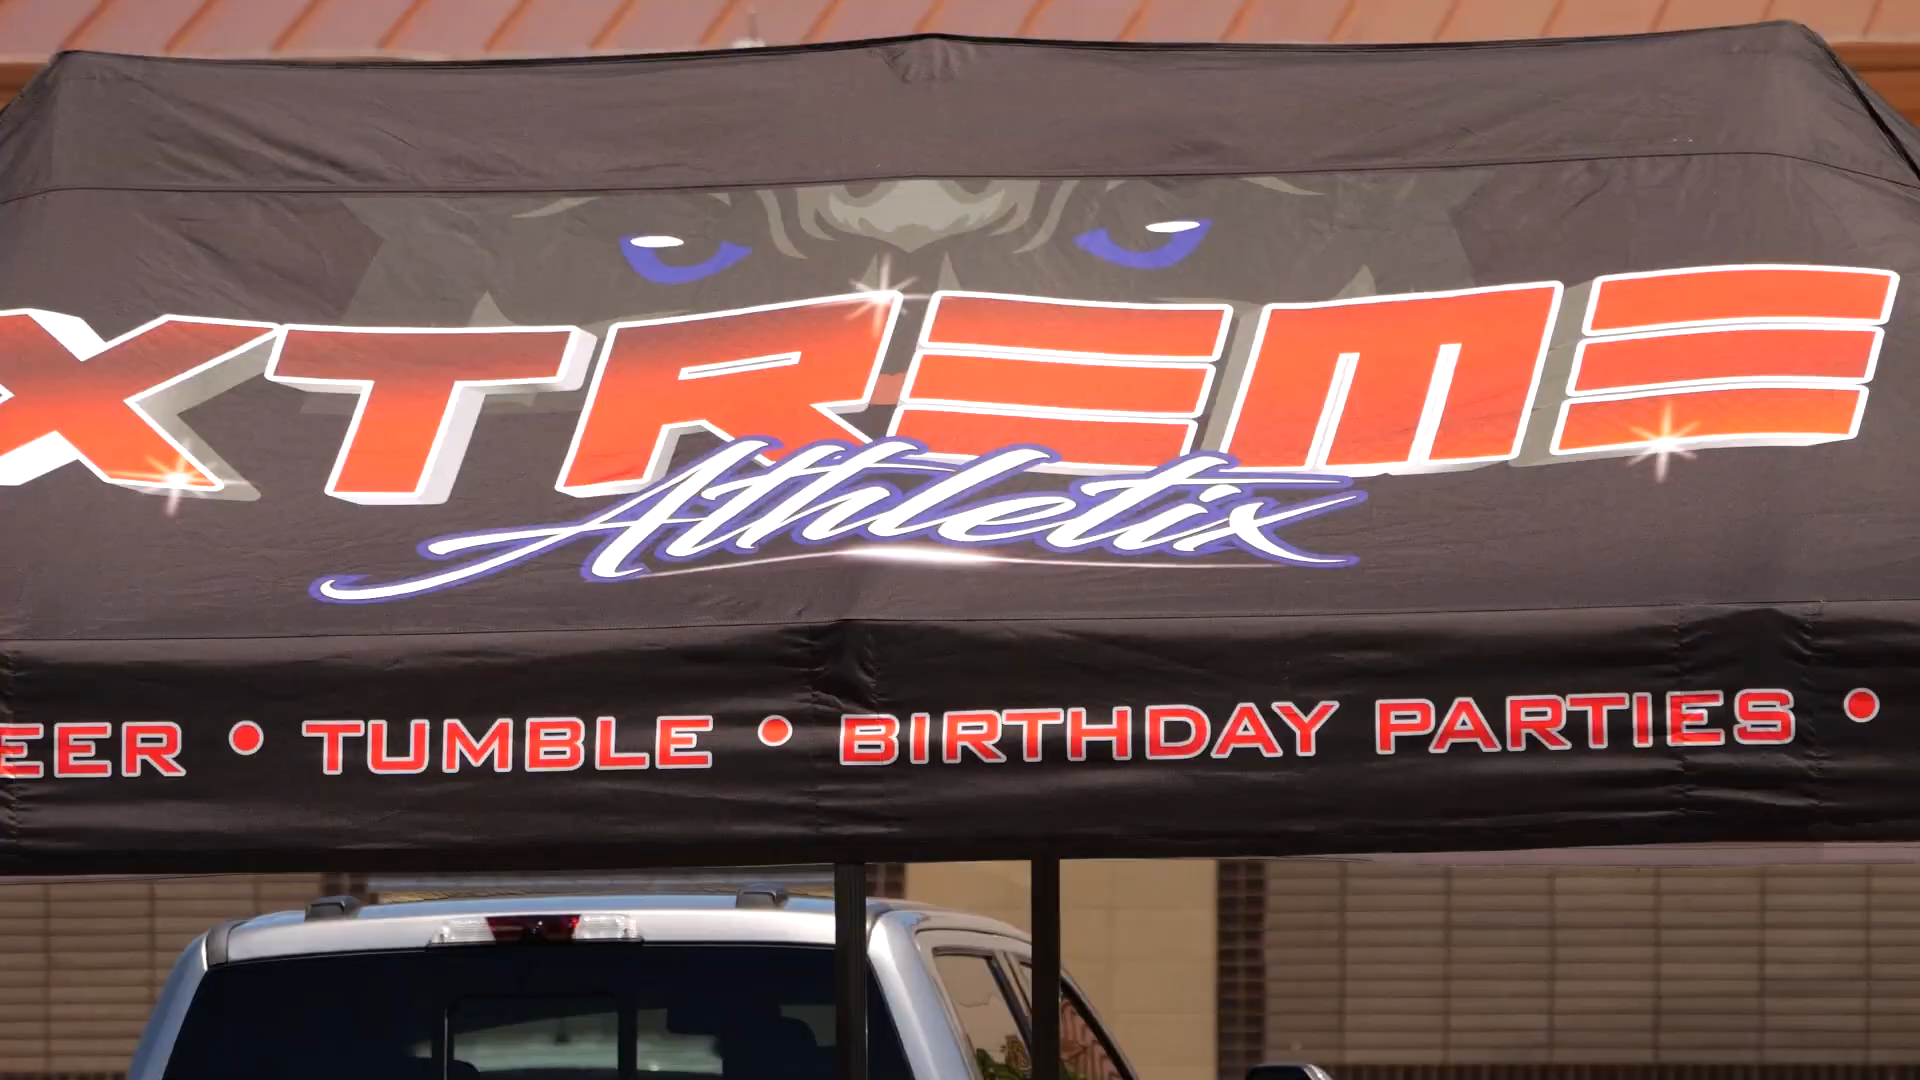 XTREME
Athletix
EER • TUMBLE • BIRTHDAY PARTIES •